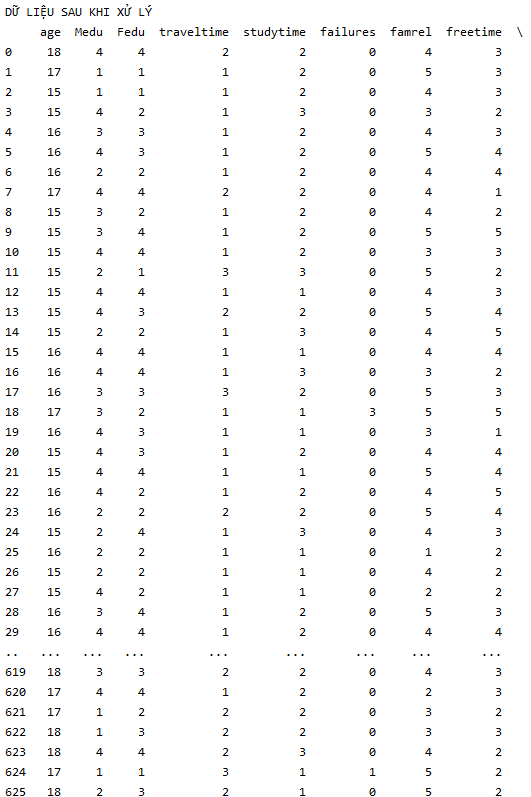 DỮ LIỆU SAU KHI XỬ LÝ
age Medu Fedu traveltime studytime failures famrel freetime \
0 18 4 4 2 2 0 4 3
1 17 1 1 1 2 0 5 3
2 15 1 1 1 2 0 4 3
3 15 4 2 1 3 0 3 2
4 16 3 3 1 2 0 4 3
5 16 4 3 1 2 0 5 4
6 16 2 2 1 2 0 4 4
7 17 4 4 2 2 0 4 1
8 15 3 2 1 2 0 4 2
9 15 3 4 1 2 0 5 5
10 15 4 4 1 2 0 3 3
11 15 2 1 3 3 0 5 2
12 15 4 4 1 1 0 4 3
13 15 4 3 2 2 0 5 4
14 15 2 2 1 3 0 4 5
15 16 4 4 1 1 0 4 4
16 16 4 4 1 3 0 3 2
17 16 3 3 3 2 0 5 3
18 17 3 2 1 1 3 5 5
19 16 4 3 1 1 0 3 1
20 15 4 3 1 2 0 4 4
21 15 4 4 1 1 0 5 4
22 16 4 2 1 2 0 4 5
23 16 2 2 2 2 0 5 4
24 15 2 4 1 3 0 4 3
25 16 2 2 1 1 0 1 2
26 15 2 2 1 1 0 4 2
27 15 4 2 1 1 0 2 2
28 16 3 4 1 2 0 5 3
29 16 4 4 1 2 0 4 4
.. ... ... ... ... ... ... ... ...
619 18 3 3 2 2 0 4 3
620 17 4 4 1 2 0 2 3
621 17 1 2 2 2 0 3 2
622 18 1 3 2 2 0 3 3
623 18 4 4 2 3 0 4 2
624 17 1 1 3 1 1 5 2
625 18 2 3 2 1 0 5 2